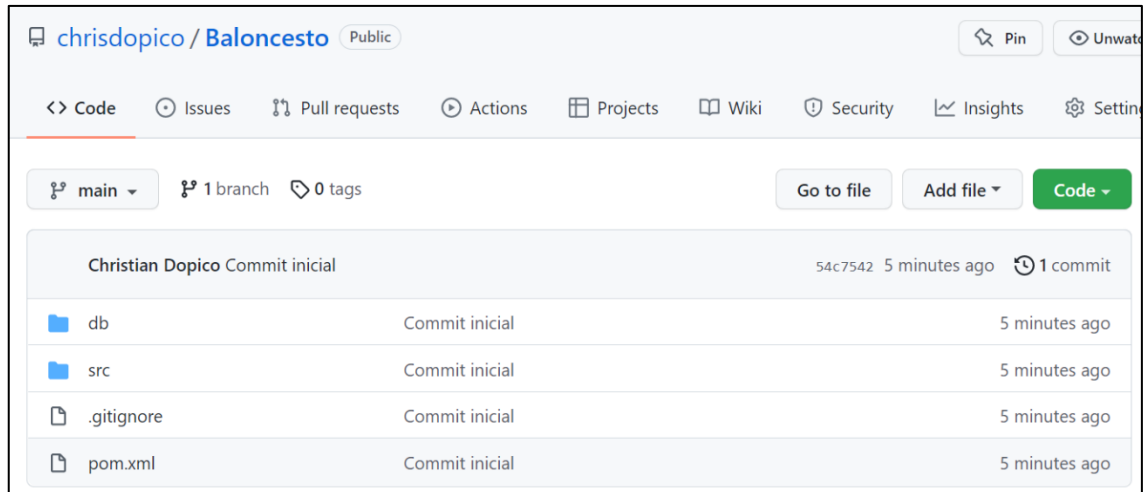 chrisdopico / Baloncesto Public Pin Unwatc
Code Issues Pull requests Actions Projects Wiki Security Insights Setting
main 1 branch 0 tags Go to file Add file Code
Christian Dopico Commit inicial 54c7542 5 minutes ago 1 commit
db Commit inicial 5 minutes ago
src Commit inicial 5 minutes ago
.gitignore Commit inicial 5 minutes ago
pom.xml Commit inicial 5 minutes ago